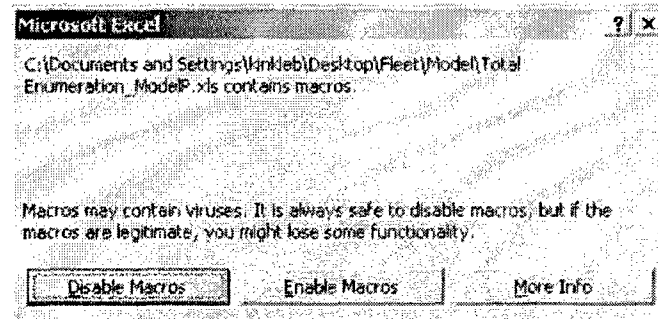 Microsoft Excel ? ×
C:\Documents and Settings\kinkleb\Desktop\Fleet\Model\Total
Enumeration_ModelP.xls contains macros.
Macros may contain viruses. It is always safe to disable macros, but if the
macros are legitimate, you might lose some functionality.
Disable Macros Enable Macros More Info